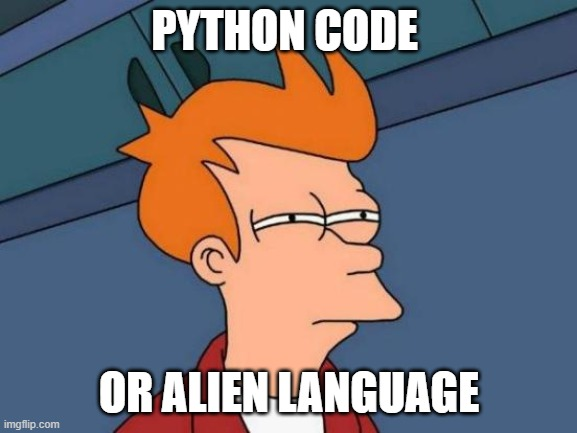 PYTHON CODE
OR ALIEN LANGUAGE
imgflip.com